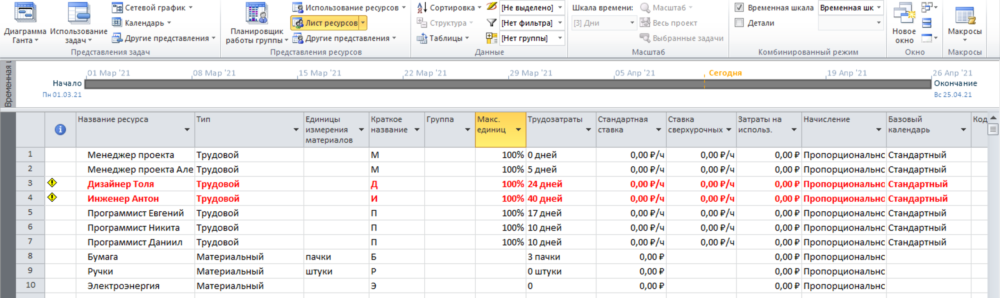 Диаграмма Ганта
Использование задач
Сетевой график
Календарь
Другие представления
Представления задач
Планировщик работы группы
Использование ресурсов
Лист ресурсов
Другие представления
Представления ресурсов
Сортировка
Структура
Таблицы
[Не выделено]
[Нет фильтра]
[Нет группы]
Данные
Шкала времени:
[3] Дни
Масштаб
Весь проект
Выбранные задачи
Масштаб
Временная шкала Временная шк
Детали
Комбинированный режим
Новое окно
Окно
Макросы
Макросы
Временная
01 Мар '21 08 Мар '21 15 Мар '21 22 Мар '21 29 Мар '21 05 Апр '21 Сегодня 19 Апр '21 26 Апр '21
Начало Окончание
Пн 01.03.21 Вс 25.04.21
Название ресурса Тип Единицы измерения материалов Краткое название Группа Макс. единиц Трудозатраты Стандартная ставка Ставка сверхурочных Затраты на использ. Начисление Базовый календарь Код
1 Менеджер проекта Трудовой М 100% 0 дней 0,00 ₽/ч 0,00 ₽/ч 0,00 ₽ Пропорционально Стандартный
2 Менеджер проекта Але Трудовой М 100% 5 дней 0,00 ₽/ч 0,00 ₽/ч 0,00 ₽ Пропорционально Стандартный
3 Дизайнер Толя Трудовой Д 100% 24 дней 0,00 ₽/ч 0,00 ₽/ч 0,00 ₽ Пропорционально Стандартный
4 Инженер Антон Трудовой И 100% 40 дней 0,00 ₽/ч 0,00 ₽/ч 0,00 ₽ Пропорционально Стандартный
5 Программист Евгений Трудовой П 100% 17 дней 0,00 ₽/ч 0,00 ₽/ч 0,00 ₽ Пропорционально Стандартный
6 Программист Никита Трудовой П 100% 10 дней 0,00 ₽/ч 0,00 ₽/ч 0,00 ₽ Пропорционально Стандартный
7 Программист Даниил Трудовой П 100% 10 дней 0,00 ₽/ч 0,00 ₽/ч 0,00 ₽ Пропорционально Стандартный
8 Бумага Материальный пачки Б 3 пачки 0,00 ₽ 0,00 ₽ Пропорционально
9 Ручки Материальный штуки Р 0 штуки 0,00 ₽ 0,00 ₽ Пропорционально
10 Электроэнергия Материальный Э 0 0,00 ₽ 0,00 ₽ Пропорционально